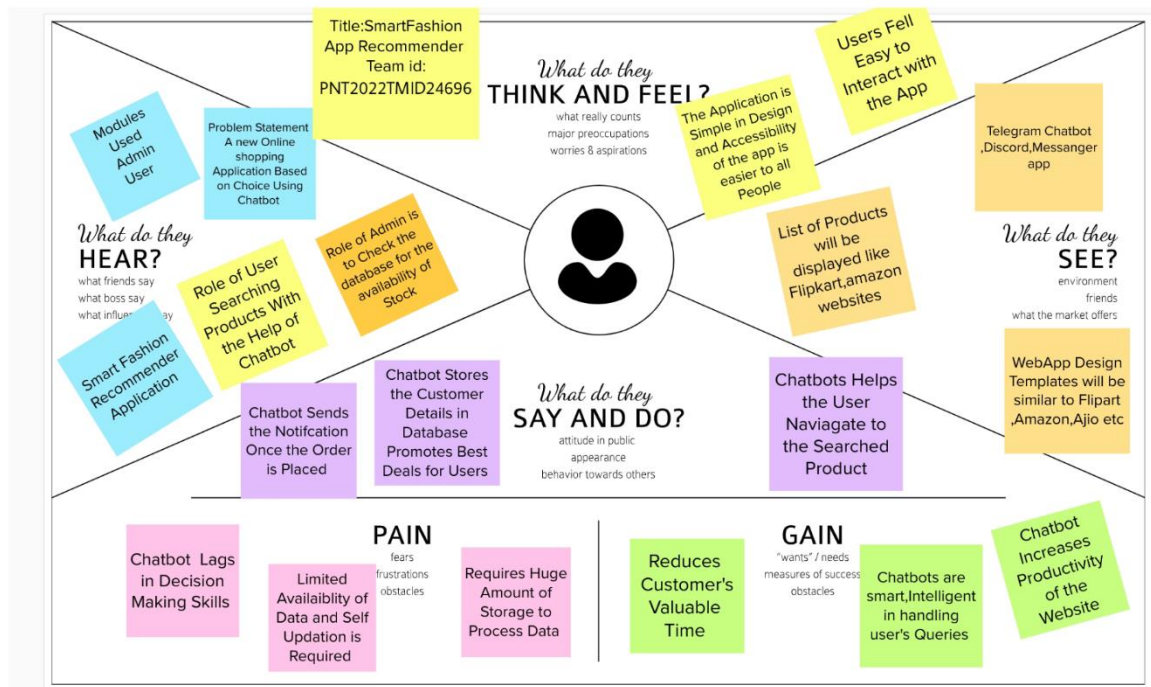 Title:SmartFashion
App Recommender
Team id:
PNT2022TMID24696
What do they
THINK AND FEEL?
what really counts
major preoccupations
worries & aspirations
Users Fell
Easy to
Interact with
the App
The Application is
Simple in Design
and Accessibility
of the app is
easier to all
People
Modules
Used
Admin
User
Problem Statement
A new Online
shopping
Application Based
on Choice Using
Chatbot
What do they
HEAR?
what friends say
what boss say
what influ ay
Role of User
Searching
Products With
the Help of
Chatbot
Role of Admin is
to Check the
database for the
availability of
Stock
Smart Fashion
Recommender
Application
Telegram Chatbot
,Discord,Messanger
app
List of Products
will be
displayed like
Flipkart,amazon
websites
What do they
SEE?
environment
friends
what the market offers
WebApp Design
Templates will be
similar to Flipart
,Amazon,Ajio etc
Chatbot Sends
the Notifcation
Once the Order
is Placed
Chatbot Stores
the Customer
Details in
Database
Promotes Best
Deals for Users
What do they
SAY AND DO?
attitude in public
appearance
behavior towards others
Chatbots Helps
the User
Naviagate to
the Searched
Product
PAIN
fears
frustrations
obstacles
Chatbot Lags
in Decision
Making Skills
Limited
Availaiblity of
Data and Self
Updation is
Required
Requires Huge
Amount of
Storage to
Process Data
GAIN
"wants" / needs
measures of success
obstacles
Reduces
Customer's
Valuable
Time
Chatbots are
smart,Intelligent
in handling
user's Queries
Chatbot
Increases
Productivity
of the
Website